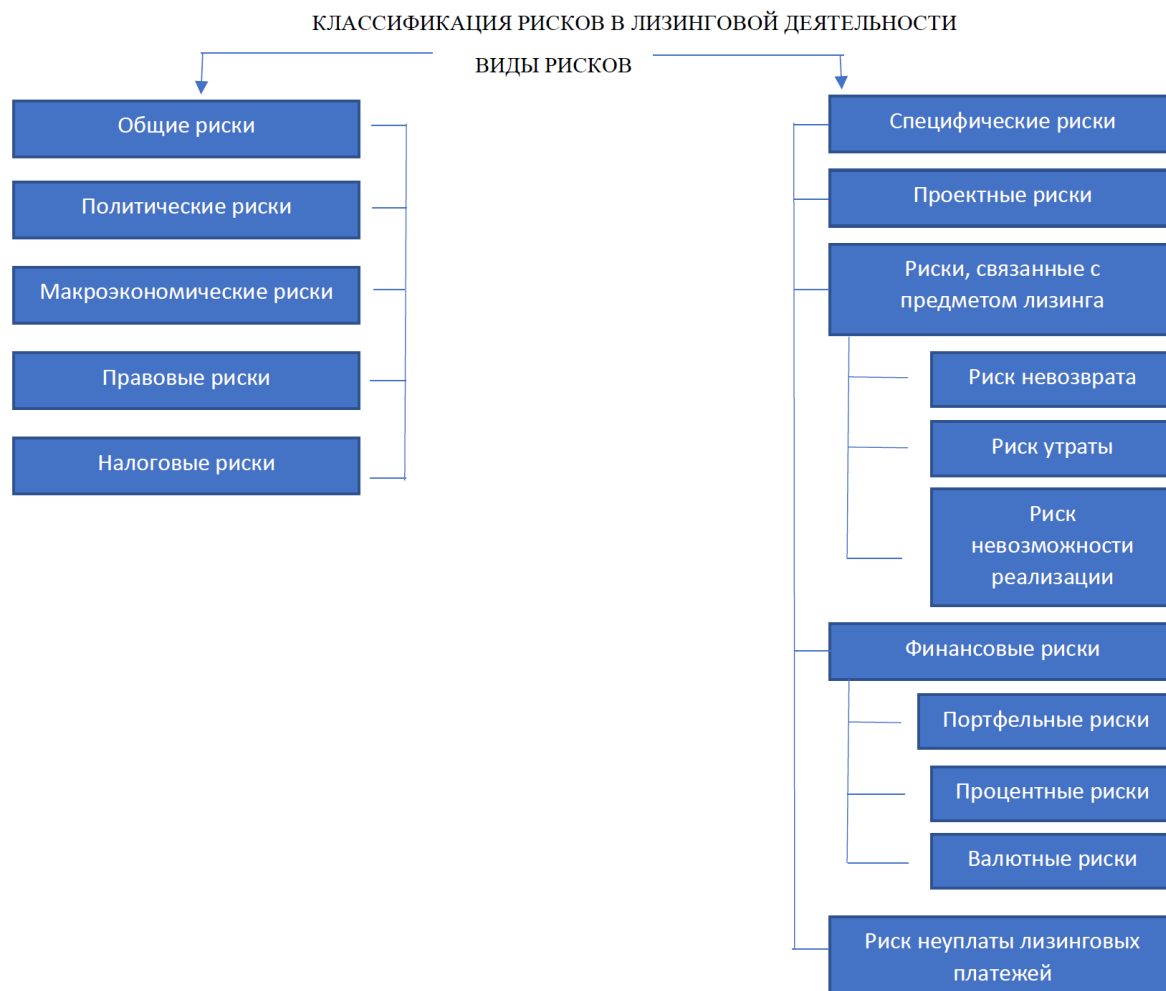 КЛАССИФИКАЦИЯ РИСКОВ В ЛИЗИНГОВОЙ ДЕЯТЕЛЬНОСТИ
ВИДЫ РИСКОВ
Общие риски
Политические риски
Макроэкономические риски
Правовые риски
Налоговые риски
Специфические риски
Проектные риски
Риски, связанные с
предметом лизинга
Риск невозврата
Риск утраты
Риск
невозможности
реализации
Финансовые риски
Портфельные риски
Процентные риски
Валютные риски
Риск неуплаты лизинговых
платежей